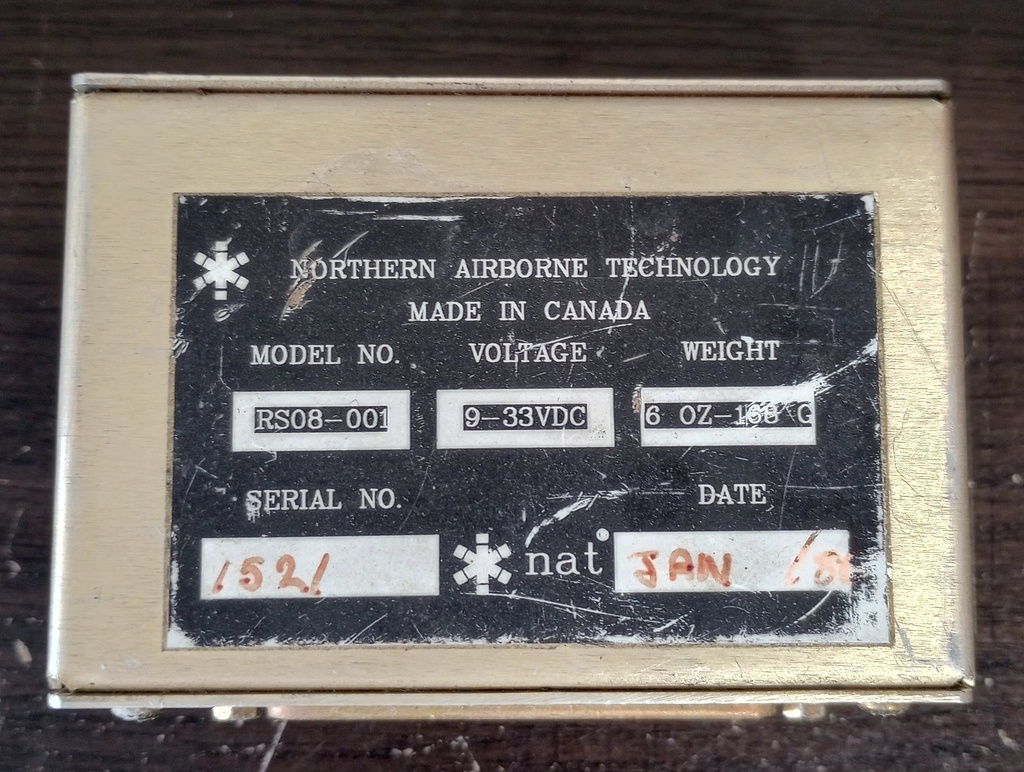 NORTHERN AIRBORNE TECHNOLOGY
MADE IN CANADA
MODEL NO. VOLTAGE WEIGHT
RS08-001 9-33VDC 6 OZ-168 G
SERIAL NO. DATE
1521 nat JAN